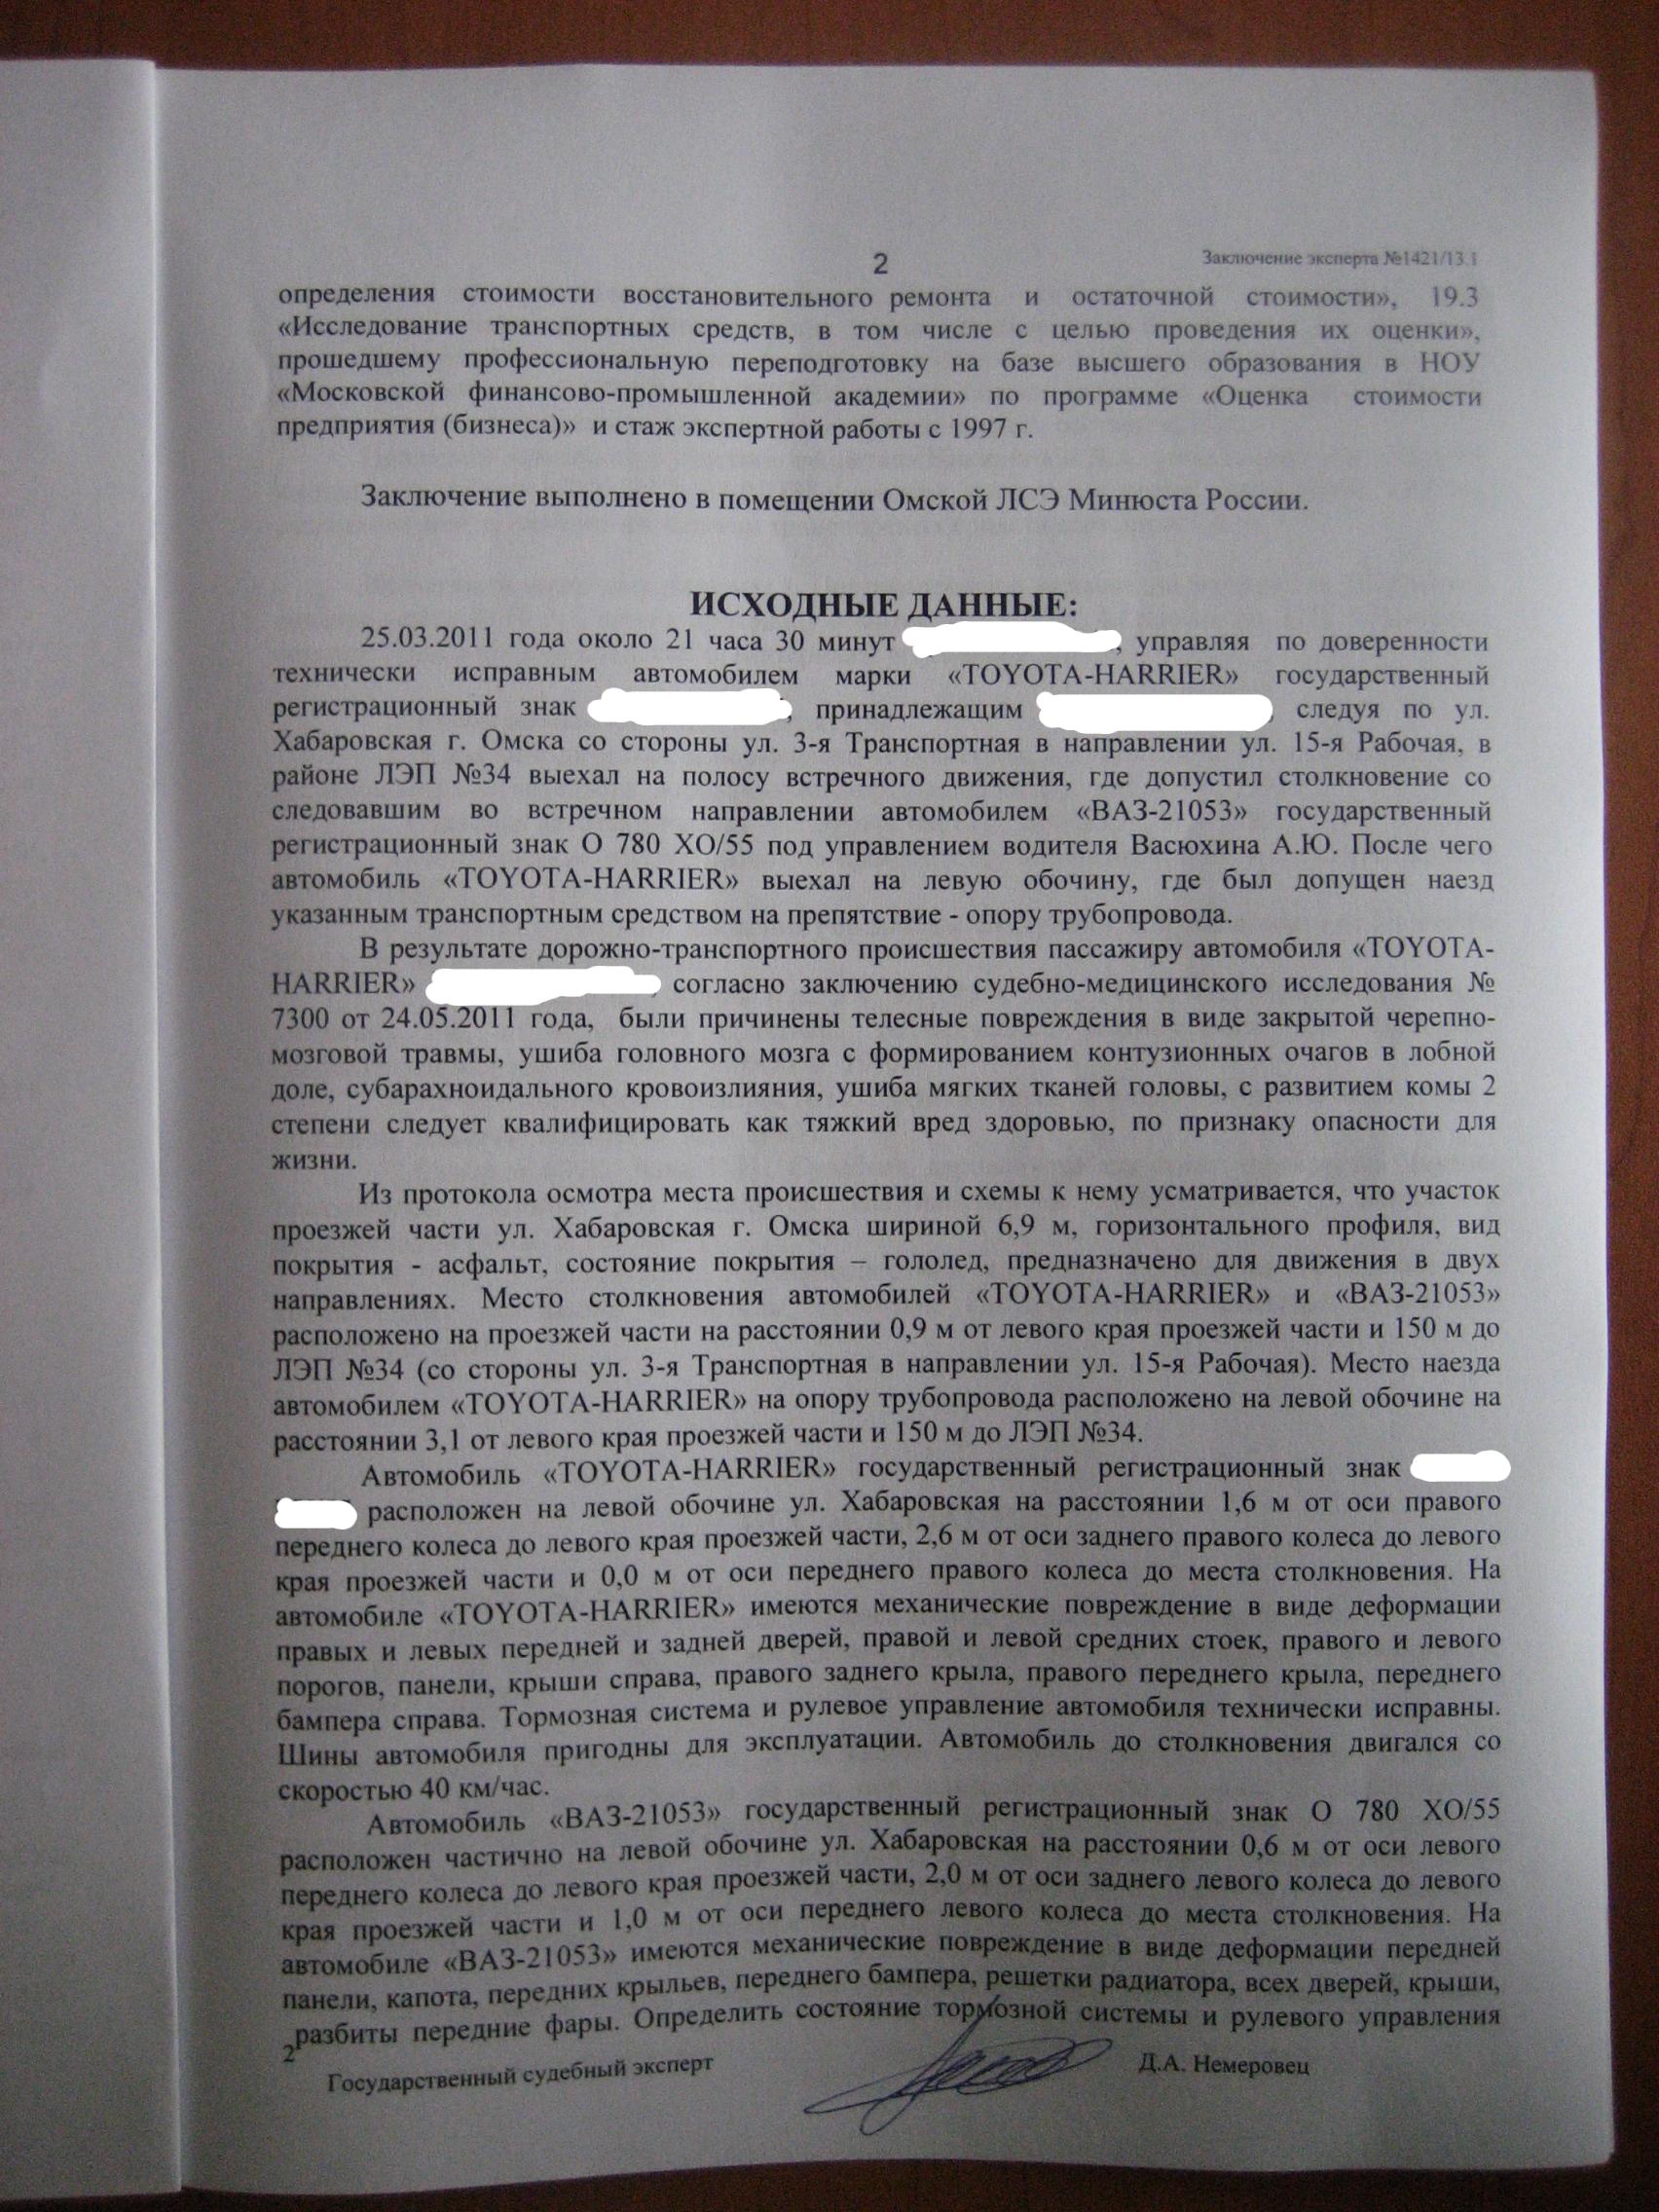 2
Заключение эксперта №1421/13.1
определения стоимости восстановительного ремонта и остаточной стоимости», 19.3
«Исследование транспортных средств, в том числе с целью проведения их оценки»,
прошедшему профессиональную переподготовку на базе высшего образования в НОУ
«Московской финансово-промышленной академии» по программе «Оценка стоимости
предприятия (бизнеса)» и стаж экспертной работы с 1997 г.
Заключение выполнено в помещении Омской ЛСЭ Минюста России.
ИСХОДНЫЕ ДАННЫЕ:
25.03.2011 года около 21 часа 30 минут , управляя по доверенности
технически исправным автомобилем марки «TOYOTA-HARRIER» государственный
регистрационный знак , принадлежащим , следуя по ул.
Хабаровская г. Омска со стороны ул. 3-я Транспортная в направлении ул. 15-я Рабочая, в
районе ЛЭП №34 выехал на полосу встречного движения, где допустил столкновение со
следовавшим во встречном направлении автомобилем «ВАЗ-21053» государственный
регистрационный знак О 780 ХО/55 под управлением водителя Васюхина А.Ю. После чего
автомобиль «TOYOTA-HARRIER» выехал на левую обочину, где был допущен наезд
указанным транспортным средством на препятствие - опору трубопровода.
В результате дорожно-транспортного происшествия пассажиру автомобиля «TOYOTA-
HARRIER» , согласно заключению судебно-медицинского исследования №
7300 от 24.05.2011 года, были причинены телесные повреждения в виде закрытой черепно-
мозговой травмы, ушиба головного мозга с формированием контузионных очагов в лобной
доле, субарахноидального кровоизлияния, ушиба мягких тканей головы, с развитием комы 2
степени следует квалифицировать как тяжкий вред здоровью, по признаку опасности для
жизни.
Из протокола осмотра места происшествия и схемы к нему усматривается, что участок
проезжей части ул. Хабаровская г. Омска шириной 6,9 м, горизонтального профиля, вид
покрытия - асфальт, состояние покрытия – гололед, предназначено для движения в двух
направлениях. Место столкновения автомобилей «TOYOTA-HARRIER» и «ВАЗ-21053»
расположено на проезжей части на расстоянии 0,9 м от левого края проезжей части и 150 м до
ЛЭП №34 (со стороны ул. 3-я Транспортная в направлении ул. 15-я Рабочая). Место наезда
автомобилем «TOYOTA-HARRIER» на опору трубопровода расположено на левой обочине на
расстоянии 3,1 от левого края проезжей части и 150 м до ЛЭП №34.
Автомобиль «TOYOTA-HARRIER» государственный регистрационный знак
расположен на левой обочине ул. Хабаровская на расстоянии 1,6 м от оси правого
переднего колеса до левого края проезжей части, 2,6 м от оси заднего правого колеса до левого
края проезжей части и 0,0 м от оси переднего правого колеса до места столкновения. На
автомобиле «TOYOTA-HARRIER» имеются механические повреждение в виде деформации
правых и левых передней и задней дверей, правой и левой средних стоек, правого и левого
порогов, панели, крыши справа, правого заднего крыла, правого переднего крыла, переднего
бампера справа. Тормозная система и рулевое управление автомобиля технически исправны.
Шины автомобиля пригодны для эксплуатации. Автомобиль до столкновения двигался со
скоростью 40 км/час.
Автомобиль «ВАЗ-21053» государственный регистрационный знак О 780 ХО/55
расположен частично на левой обочине ул. Хабаровская на расстоянии 0,6 м от оси левого
переднего колеса до левого края проезжей части, 2,0 м от оси заднего левого колеса до левого
края проезжей части и 1,0 м от оси переднего левого колеса до места столкновения. На
автомобиле «ВАЗ-21053» имеются механические повреждение в виде деформации передней
панели, капота, передних крыльев, переднего бампера, решетки радиатора, всех дверей, крыши,
разбиты передние фары. Определить состояние тормозной системы и рулевого управления
2
Государственный судебный эксперт Д.А. Немеровец